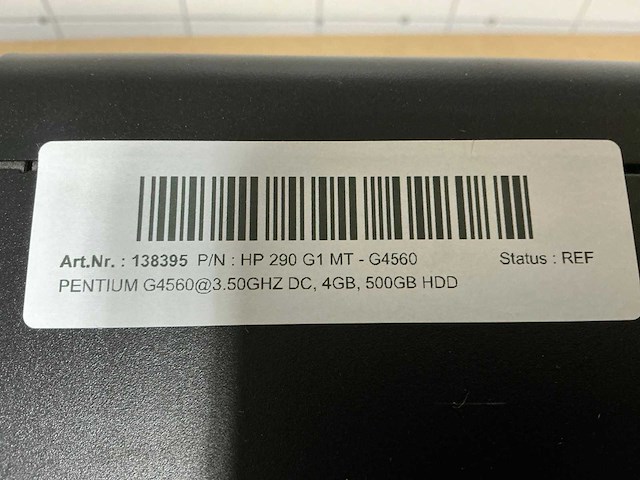 Art.Nr. : 138395 P/N : HP 290 G1 MT - G4560 Status : REF
PENTIUM G4560@3.50GHZ DC, 4GB, 500GB HDD